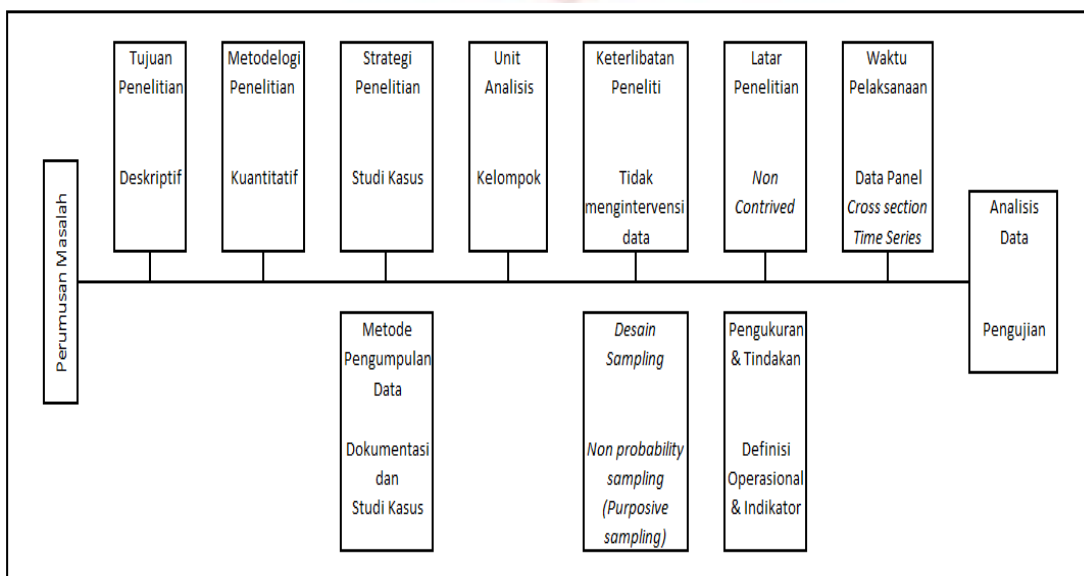 Perumusan Masalah
Tujuan
Penelitian
Deskriptif
Metodelogi
Penelitian
Kuantitatif
Strategi
Penelitian
Studi Kasus
Unit
Analisis
Kelompok
Keterlibatan
Peneliti
Tidak
mengintervensi
data
Latar
Penelitian
Non
Contrived
Waktu
Pelaksanaan
Data Panel
Cross section
Time Series
Metode
Pengumpulan
Data
Dokumentasi
dan
Studi Kasus
Desain
Sampling
Non probability
sampling
(Purposive
sampling)
Pengukuran
& Tindakan
Definisi
Operasional
& Indikator
Analisis
Data
Pengujian